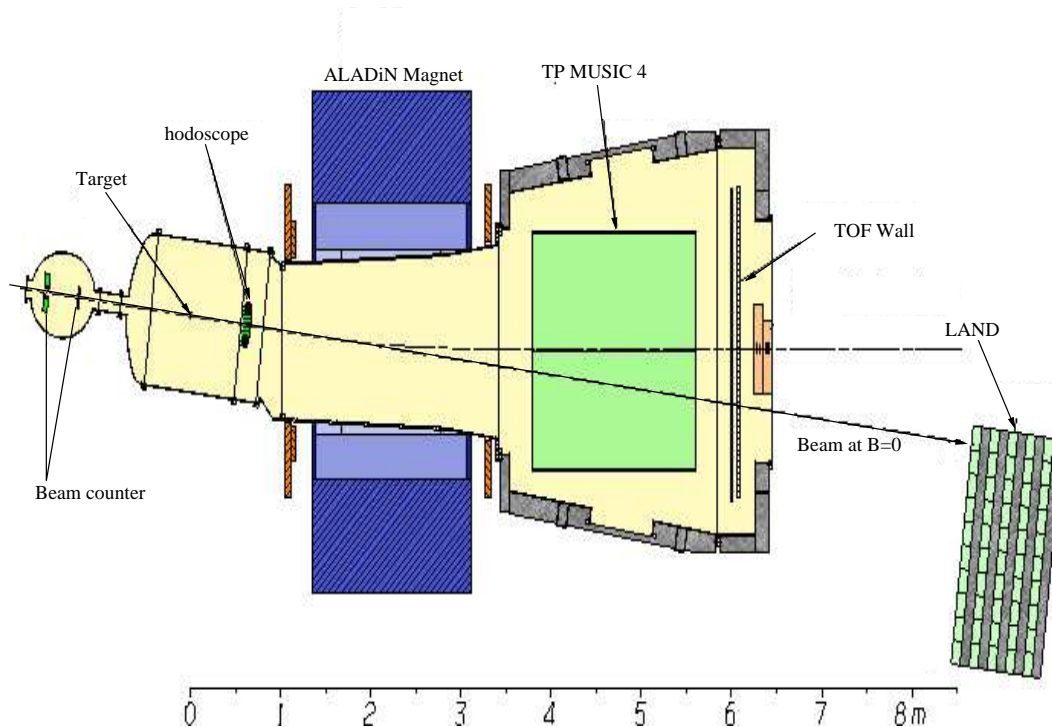 ALADiN Magnet
TP MUSIC 4
hodoscope
Target
TOF Wall
LAND
Beam at B=0
Beam counter
0 1 2 3 4 5 6 7 8 m